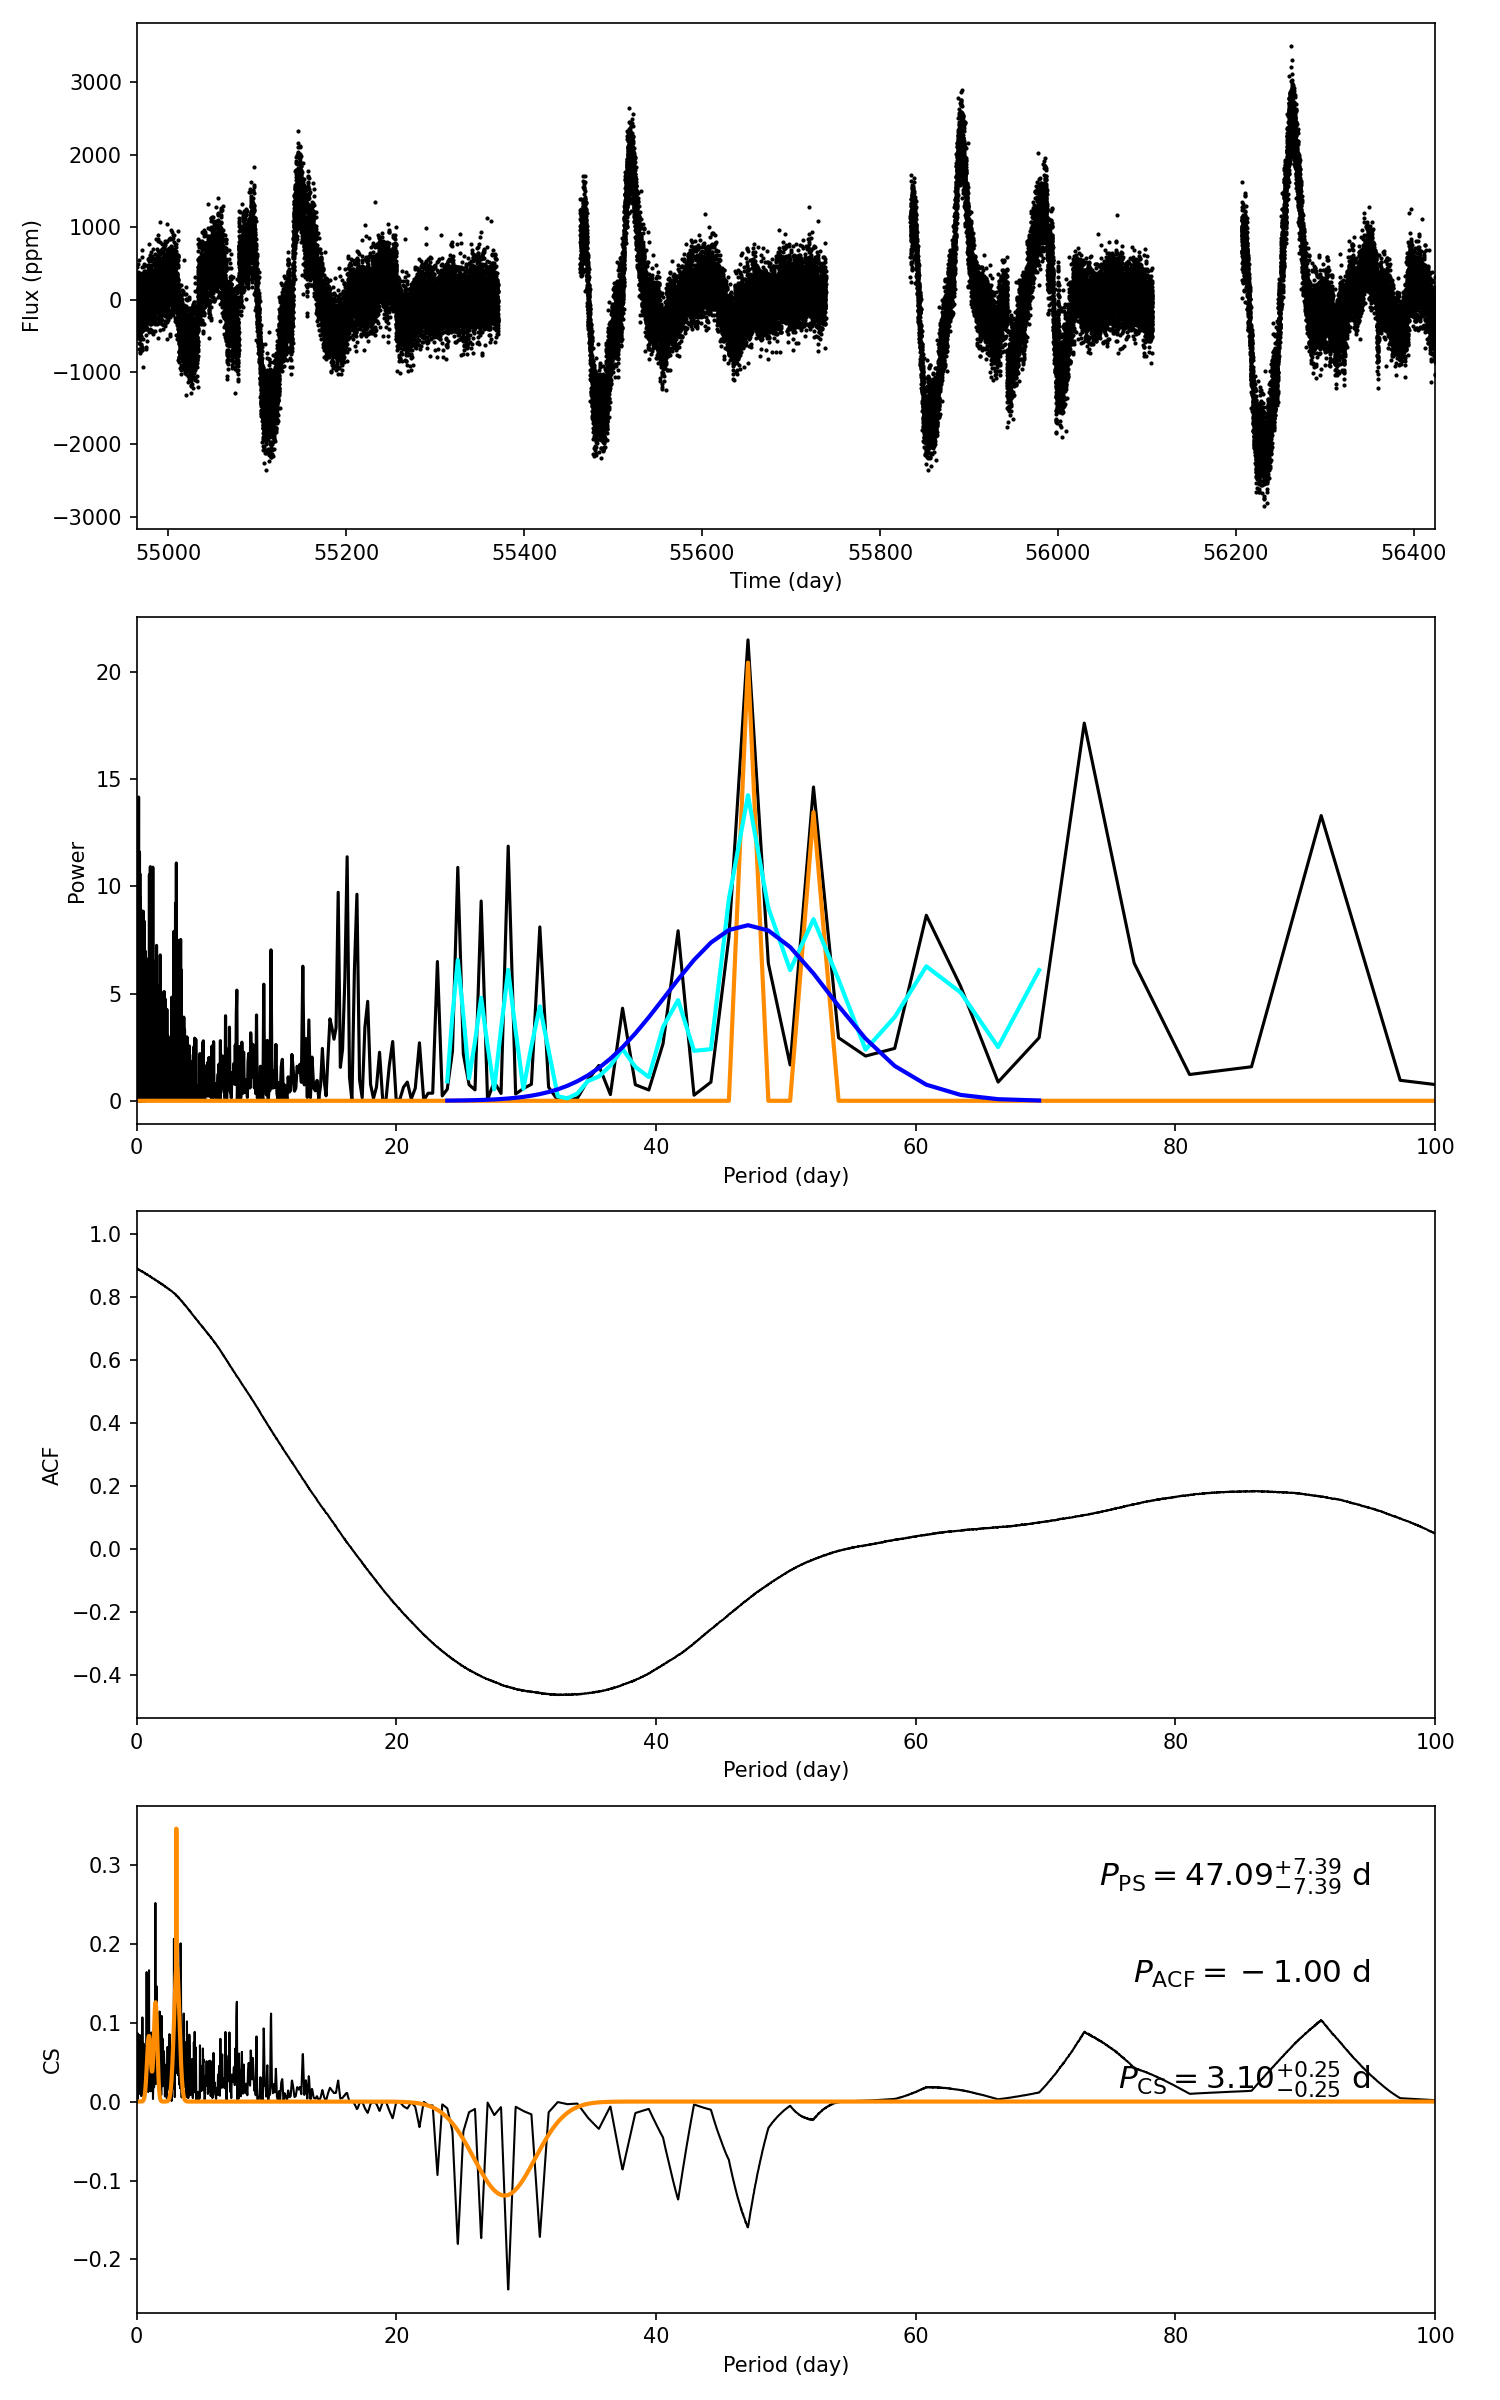 3000
2000
1000
0
−1000
−2000
−3000
Flux (ppm)
55000 55200 55400 55600 55800 56000 56200 56400
Time (day)
20
15
10
5
0
Power
0 20 40 60 80 100
Period (day)
1.0
0.8
0.6
0.4
0.2
0.0
−0.2
−0.4
ACF
0 20 40 60 80 100
Period (day)
0.3
0.2
0.1
0.0
−0.1
−0.2
CS
P_PS = 47.09 +7.39 −7.39 d
P_ACF = −1.00 d
P_CS = 3.10 +0.25 −0.25 d
0 20 40 60 80 100
Period (day)